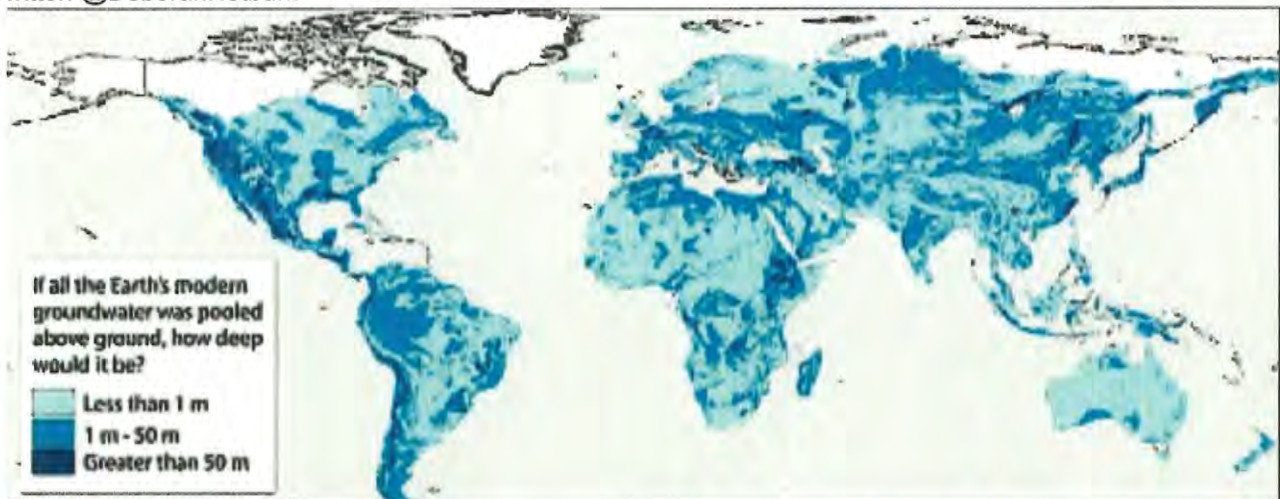 If all the Earth's modern
groundwater was pooled
above ground, how deep
would it be?
Less than 1 m
1 m - 50 m
Greater than 50 m